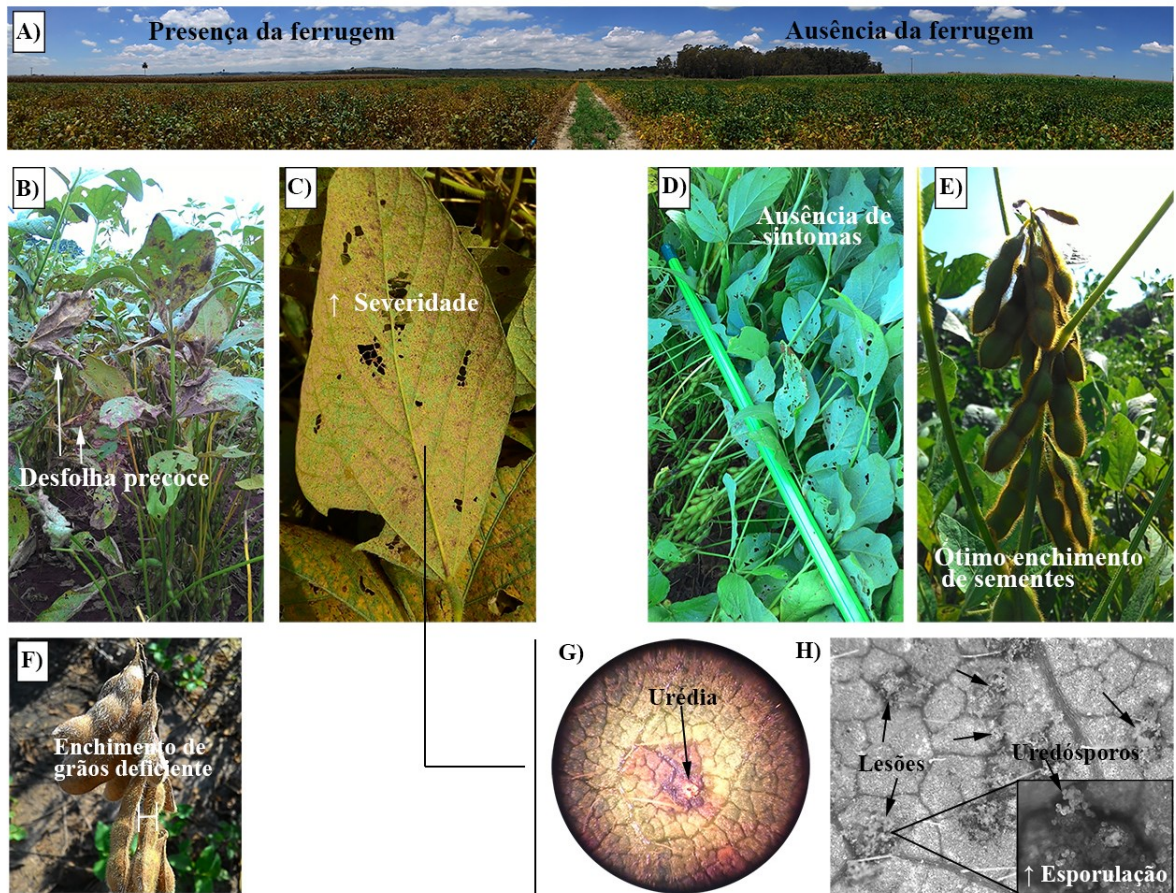 A)
Presença da ferrugem
Ausência da ferrugem
B)
Desfolha precoce
C)
↑ Severidade
D)
Ausência de
sintomas
E)
Ótimo enchimento
de sementes
F)
Enchimento de
grãos deficiente
G)
Urédia
H)
Lesões
Uredósporos
↑ Esporulação